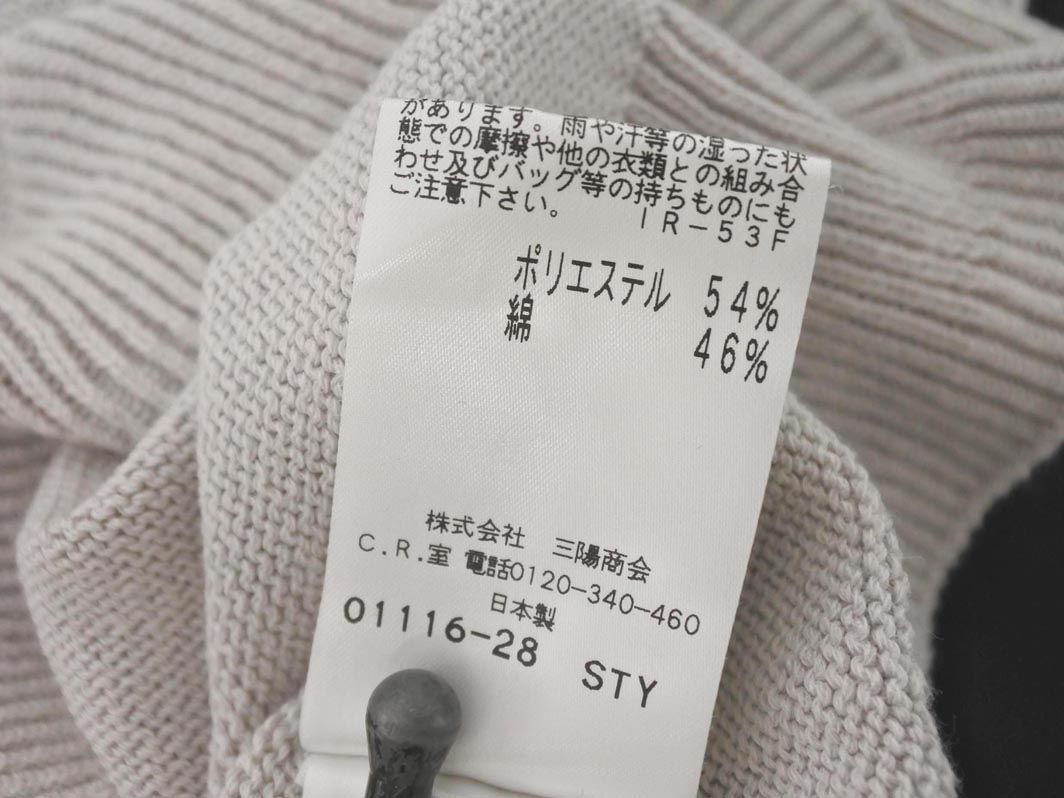 があります。雨や汗等の湿った状
態での摩擦や他の衣類との組み合
わせ及びバッグ等の持ちものにも
ご注意下さい。 IR-53F
ポリエステル 54%
綿 46%
株式会社 三陽商会
C.R.室 電話0120-340-460
日本製
01116-28 STY